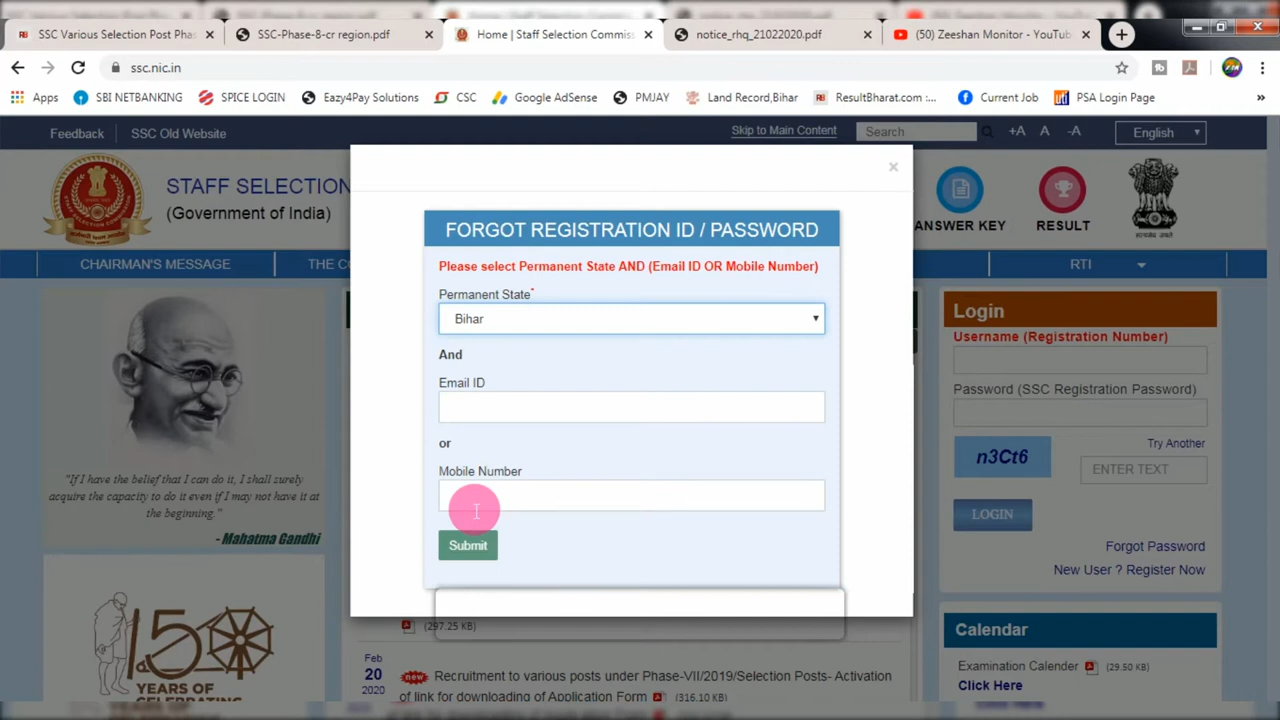 SSC Various Selection Post Pha
SSC-Phase-8-cr region.pdf
Home | Staff Selection Commiss
notice_rhq_21022020.pdf
(50) Zeeshan Monitor - YouTub
ssc.nic.in
Apps
SBI NETBANKING
SPICE LOGIN
Eazy4Pay Solutions
CSC
Google AdSense
PMJAY
Land Record,Bihar
ResultBharat.com :...
Current Job
PSA Login Page
Feedback
SSC Old Website
Skip to Main Content
Search
+A
A
-A
English
STAFF SELECTION
(Government of India)
ANSWER KEY
RESULT
सत्यमेव जयते
CHAIRMAN'S MESSAGE
THE CO
RTI
FORGOT REGISTRATION ID / PASSWORD
Please select Permanent State AND (Email ID OR Mobile Number)
Permanent State*
Bihar
And
Email ID
or
Mobile Number
Submit
"If I have the belief that I can do it, I shall surely
acquire the capacity to do it even if I may not have it at
the beginning."
- Mahatma Gandhi
150
YEARS OF
CELEBRATING
Login
Username (Registration Number)
Password (SSC Registration Password)
n3Ct6
Try Another
ENTER TEXT
LOGIN
Forgot Password
New User ? Register Now
(297.25 KB)
Feb
20
2020
new Recruitment to various posts under Phase-VII/2019/Selection Posts- Activation
of link for downloading of Application Form (316.10 KB)
Calendar
Examination Calender (29.50 KB)
Click Here